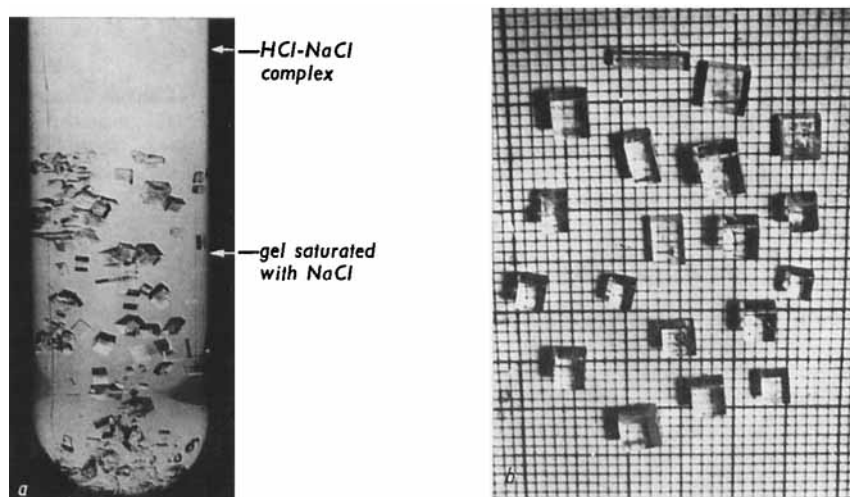 HCl-NaCl
complex
gel saturated
with NaCl
a
b